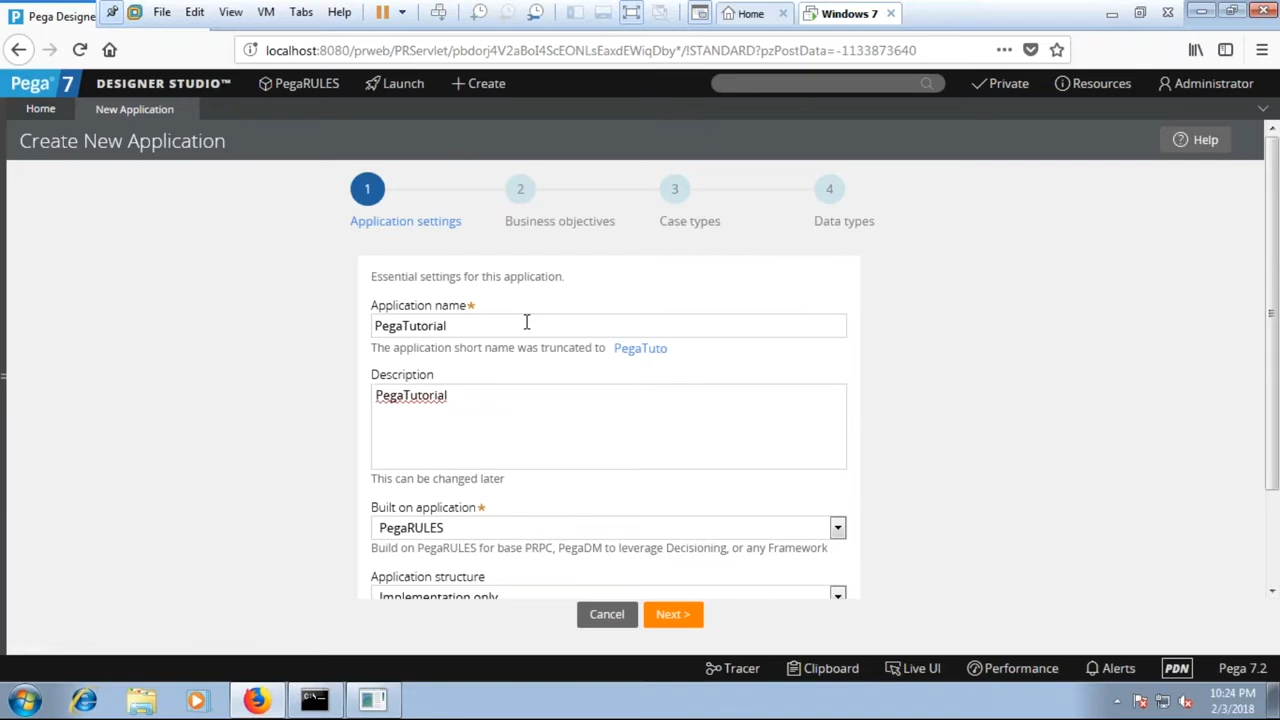 Pega Designe
File Edit View VM Tabs Help
Home
Windows 7
localhost:8080/prweb/PRServlet/pbdorj4V2aBoI4ScEONLsEaxdEWiqDby*/!STANDARD?pzPostData=-1133873640
Pega 7 DESIGNER STUDIO™ PegaRULES Launch Create Private Resources Administrator
Home New Application
Create New Application
Help
1 2 3 4
Application settings Business objectives Case types Data types
Essential settings for this application.
Application name★
PegaTutorial
The application short name was truncated to PegaTuto
Description
PegaTutorial
This can be changed later
Built on application★
PegaRULES
Build on PegaRULES for base PRPC, PegaDM to leverage Decisioning, or any Framework
Application structure
Implementation only
Cancel Next >
Tracer Clipboard Live UI Performance Alerts PDN Pega 7.2
10:24 PM
2/3/2018